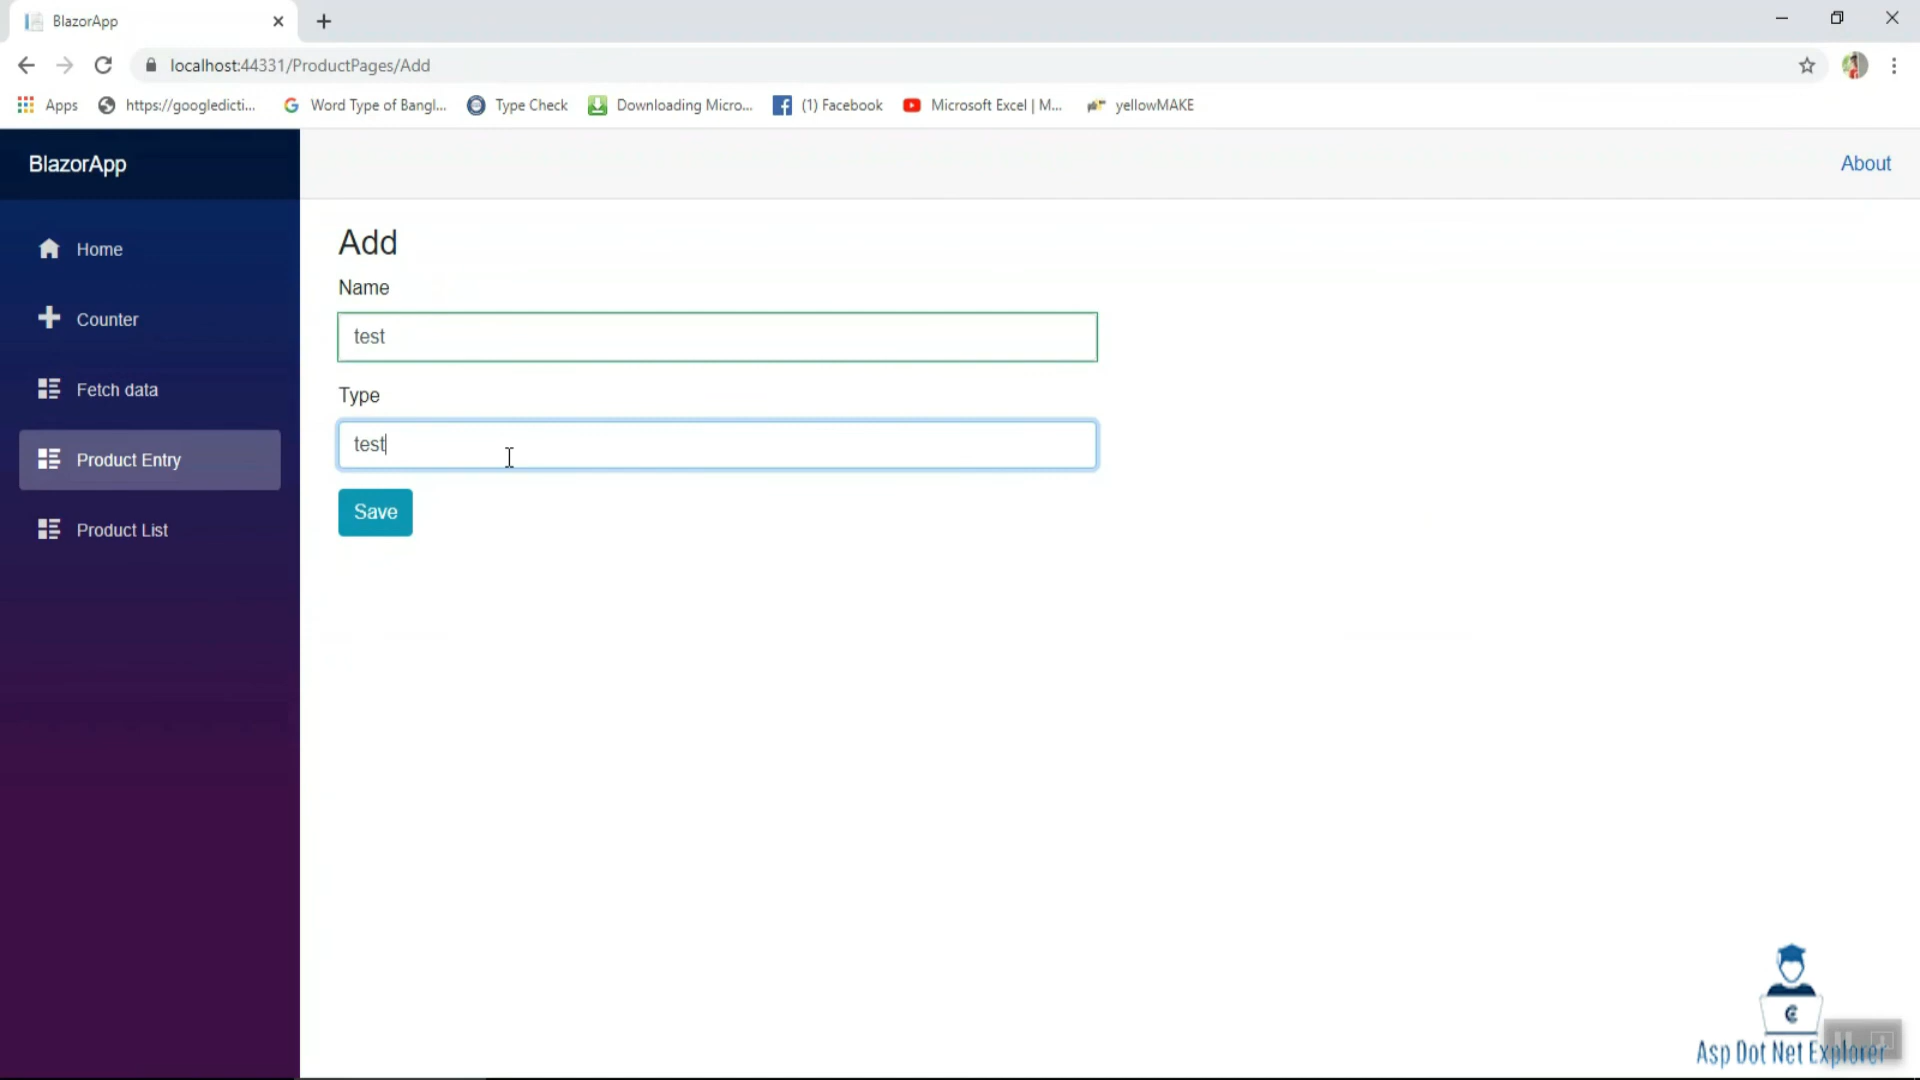 BlazorApp
localhost:44331/ProductPages/Add
Apps https://googledicti... Word Type of Bangl... Type Check Downloading Micro... (1) Facebook Microsoft Excel | M... yellowMAKE
BlazorApp
About
Home
Counter
Fetch data
Product Entry
Product List
Add
Name
test
Type
test
Save
Asp Dot Net Explorer